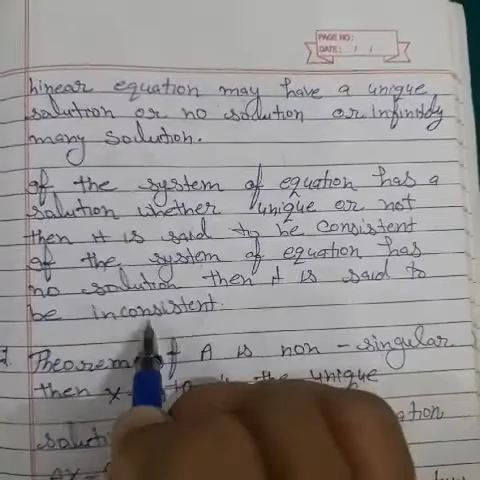 PAGE NO:
DATE: / /
linear equation may have a unique
solution or no solution or infinitely
many solution.
If the system of equation has a
solution whether unique or not
then it is said to be consistent
If the system of equation has
no solution then it is said to
be inconsistent.
Theorem If A is non-singular
then the unique